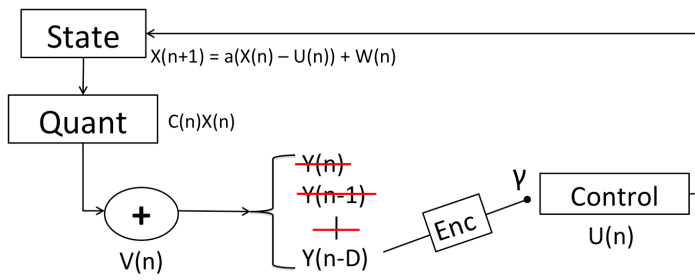 State
X(n+1) = a(X(n) – U(n)) + W(n)
Quant
C(n)X(n)
+
V(n)
Y(n)
Y(n-1)
Y(n-D)
Enc
γ
Control
U(n)